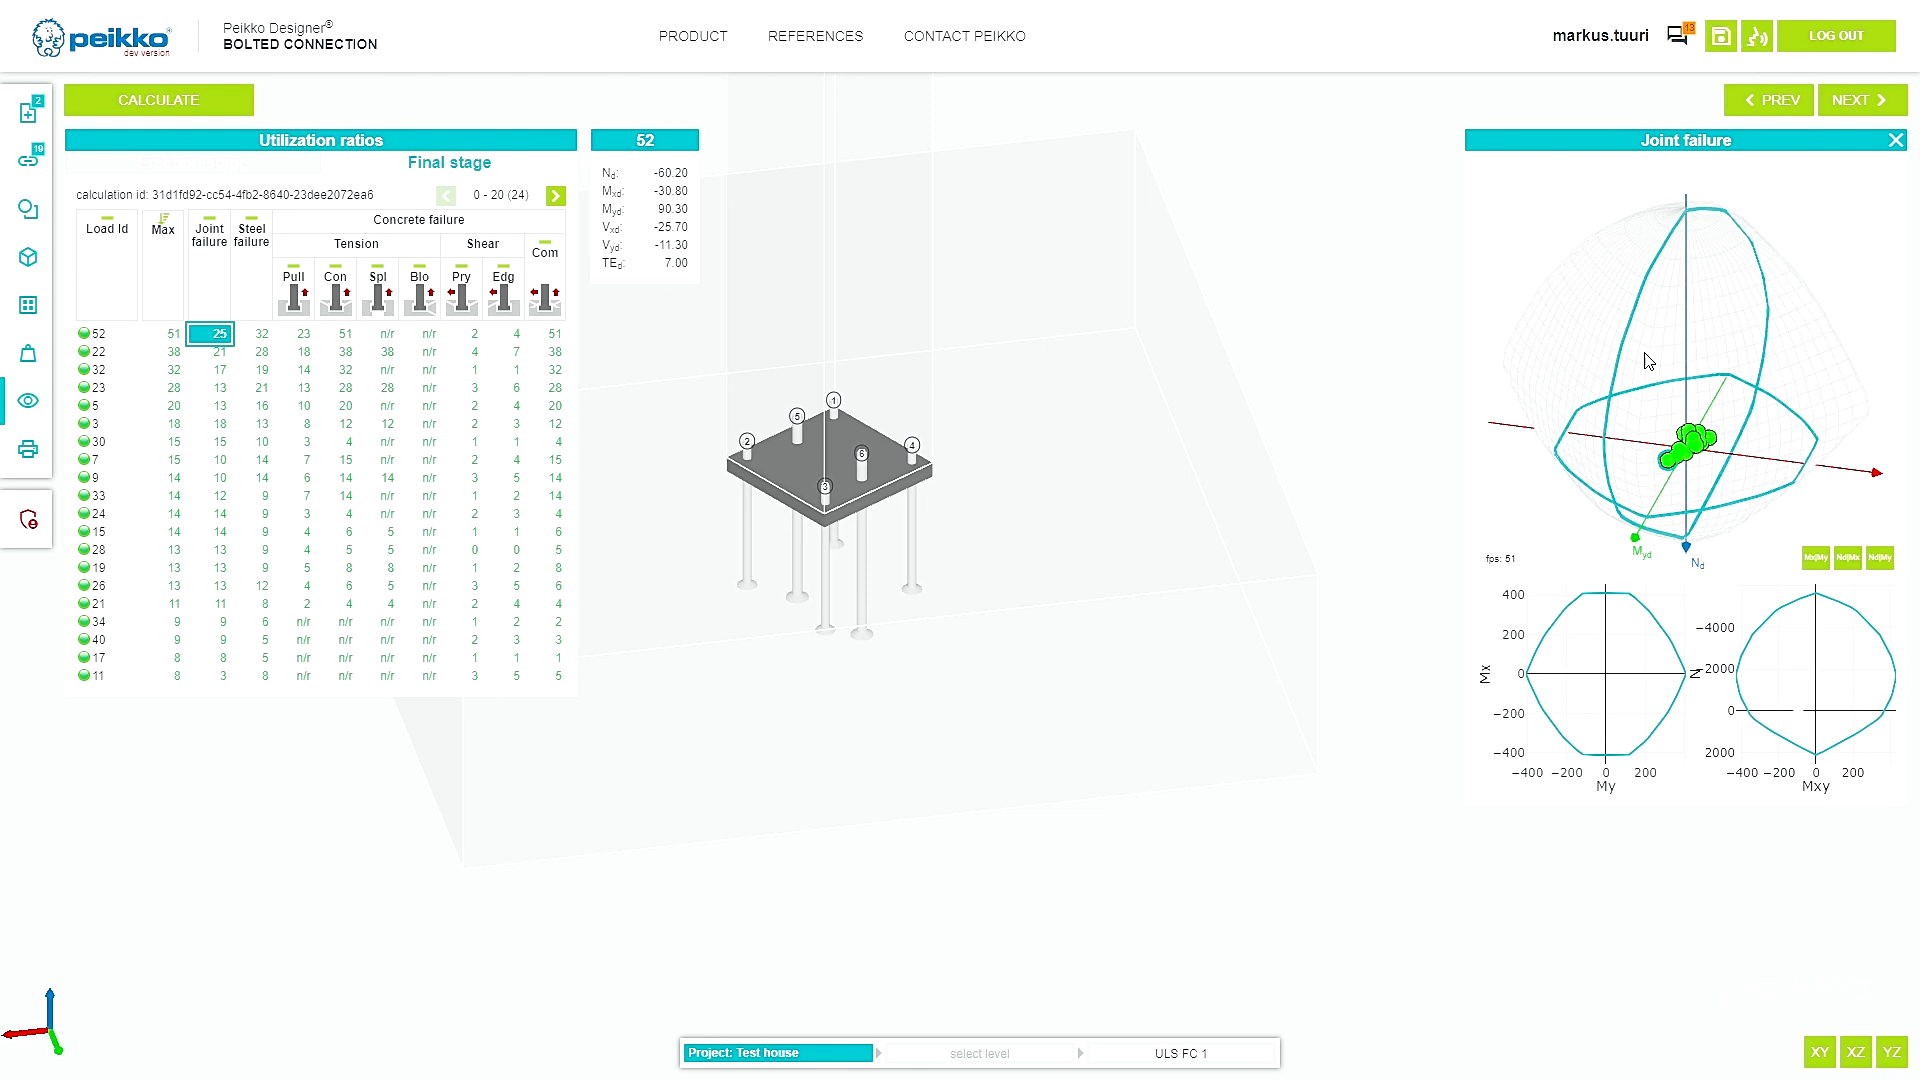 peikko
dev version
Peikko Designer®
BOLTED CONNECTION
PRODUCT
REFERENCES
CONTACT PEIKKO
markus.tuuri
13
LOG OUT
2
19
CALCULATE
PREV
NEXT
Utilization ratios
Final stage
calculation id: 31d1fd92-cc54-4fb2-8640-23dee2072ea6
0 - 20 (24)
Load Id Max Joint failure Steel failure Concrete failure
Tension Shear Com
Pull Con Spl Blo Pry Edg
52 51 25 32 23 51 n/r n/r 2 4 51
22 38 21 28 18 38 38 n/r 4 7 38
32 32 17 19 14 32 n/r n/r 1 1 32
23 28 13 21 13 28 28 n/r 3 6 28
5 20 13 16 10 20 n/r n/r 2 4 20
3 18 18 13 8 12 12 n/r 2 3 12
30 15 15 10 3 4 n/r n/r 1 1 4
7 15 10 14 7 15 n/r n/r 2 4 15
9 14 10 14 6 14 14 n/r 3 5 14
33 14 12 9 7 14 n/r n/r 1 2 14
24 14 14 9 3 4 n/r n/r 2 3 4
15 14 14 9 4 6 5 n/r 1 1 6
28 13 13 9 4 5 5 n/r 0 0 5
19 13 13 9 5 8 8 n/r 1 2 8
26 13 13 12 4 6 5 n/r 3 5 6
21 11 11 8 2 4 4 n/r 2 4 4
34 9 9 6 n/r n/r n/r n/r 1 2 2
40 9 9 5 n/r n/r n/r n/r 2 3 3
17 8 8 5 n/r n/r n/r n/r 1 1 1
11 8 3 8 n/r n/r n/r n/r 3 5 5
52
Nd: -60.20
Mxd: -30.80
Myd: 90.30
Vxd: -25.70
Vyd: -11.30
TEd: 7.00
1
5
2
4
6
3
Joint failure
Myd
Nd
fps: 51
Mx|My
Nd|Mx
Nd|My
400
200
0
−200
−400
Mx
−400 −200 0 200
My
−4000
−2000
0
2000
N
−400 −200 0 200
Mxy
Project: Test house
select level
ULS FC 1
XY
XZ
YZ